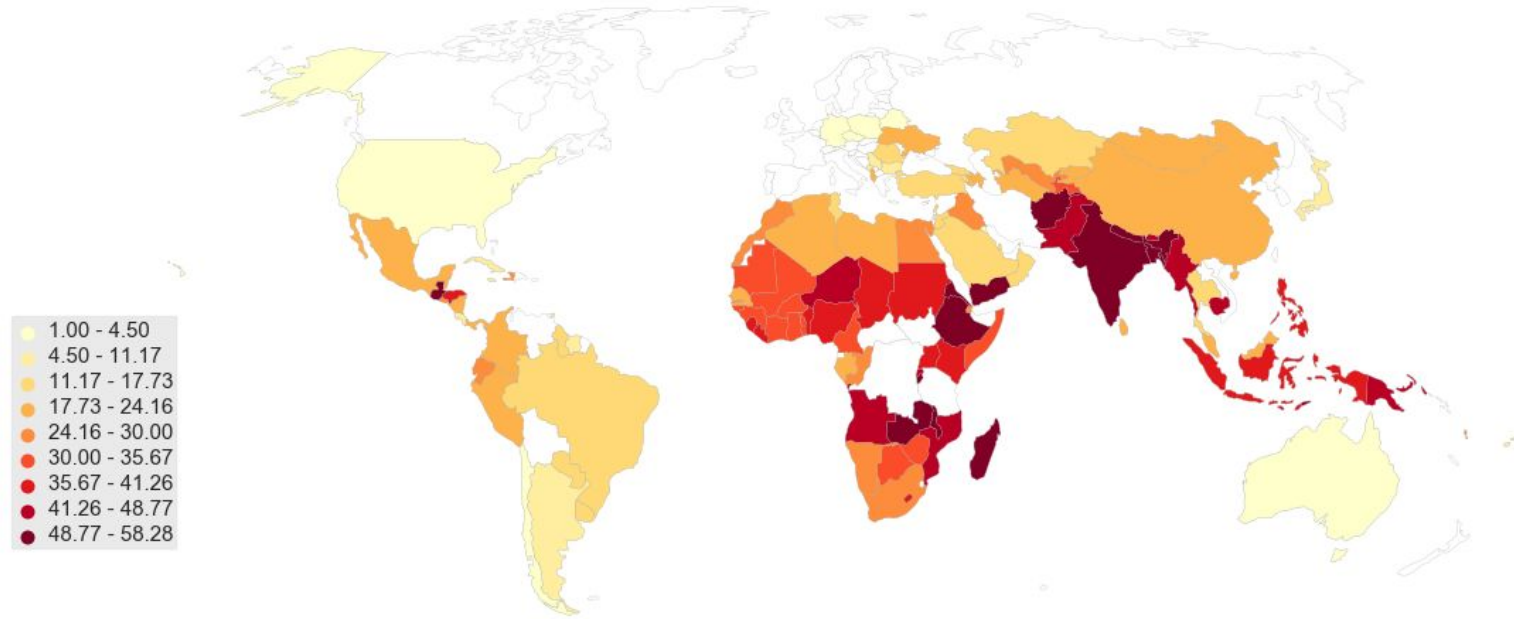 1.00 - 4.50
4.50 - 11.17
11.17 - 17.73
17.73 - 24.16
24.16 - 30.00
30.00 - 35.67
35.67 - 41.26
41.26 - 48.77
48.77 - 58.28